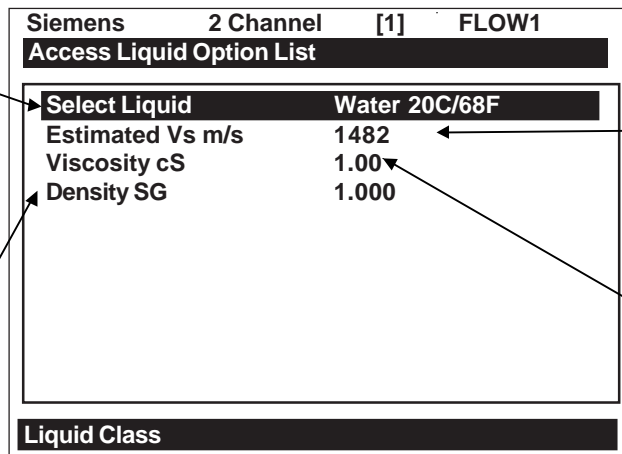 Siemens 2 Channel [1] FLOW1
Access Liquid Option List
Select Liquid Water 20C/68F
Estimated Vs m/s 1482
Viscosity cS 1.00
Density SG 1.000
Liquid Class